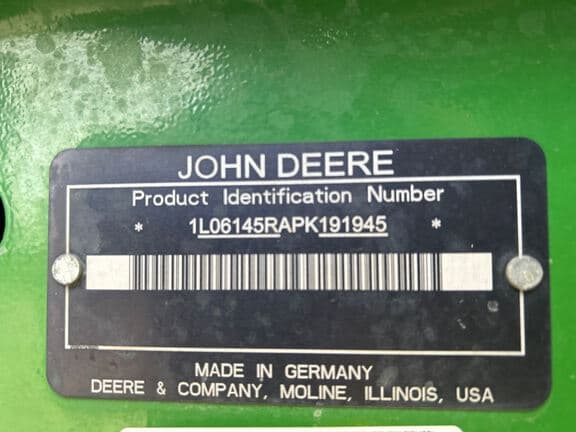 JOHN DEERE
Product Identification Number
* 1L06145RAPK191945 *
MADE IN GERMANY
DEERE & COMPANY, MOLINE, ILLINOIS, USA